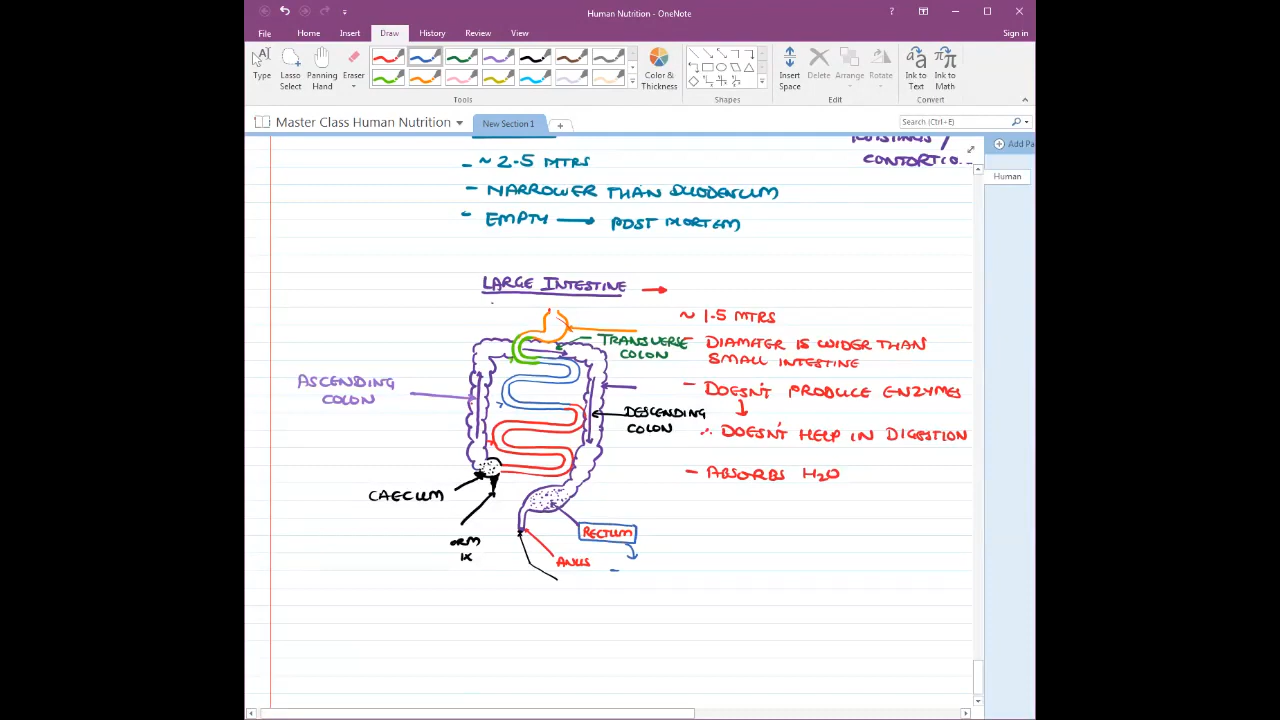 Human Nutrition - OneNote
?
File
Home
Insert
Draw
History
Review
View
Sign in
Type
Lasso
Select
Panning
Hand
Eraser
Color &
Thickness
Insert
Space
Delete
Arrange
Rotate
Ink to
Text
Ink to
Math
Tools
Shapes
Edit
Convert
Master Class Human Nutrition
New Section 1
Search (Ctrl+E)
Add Pa
Human
CONTORTIO
- ~ 2.5 MTRS
- NARROWER THAN DUODENUM
- EMPTY → POST MORTEM
LARGE INTESTINE →
~ 1.5 MTRS
TRANSVERSE
COLON
- DIAMETER IS WIDER THAN
SMALL INTESTINE
ASCENDING
COLON
- DOESN'T PRODUCE ENZYMES
↓
DESCENDING
COLON
∴ DOESN'T HELP IN DIGESTION
- ABSORBS H2O
CAECUM
RECTUM
ORM
IX
ANUS
-